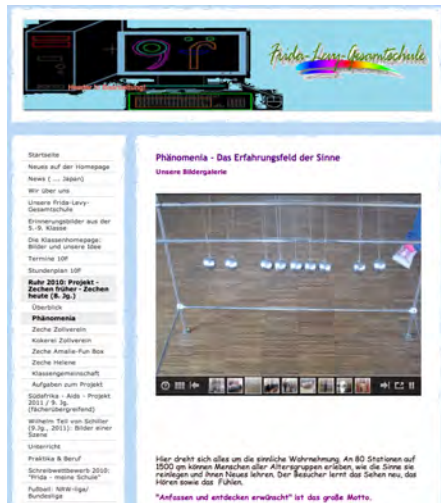 9r
Frida-Levy-Gesamtschule
Startseite
Neues auf der Homepage
News ( ... Japan)
Wir über uns
Unsere Frida-Levy-
Gesamtschule
Erinnerungsbilder aus der
5.-9. Klasse
Die Klassenhomepage:
Bilder und unsere Idee
Termine 10F
Stundenplan 10F
Ruhr 2010: Projekt -
Zechen früher - Zechen
heute (8. Jg.)
Überblick
Phänomenia
Zeche Zollverein
Kokerei Zollverein
Zeche Amalie-Fun Box
Zeche Helene
Klassengemeinschaft
Aufgaben zum Projekt
Südafrika - Aids - Projekt
2011 / 9. Jg.
(fächerübergreifend)
Wilhelm Tell von Schiller
(9.Jg., 2011): Bilder einer
Szene
Unterricht
Praktika & Beruf
Schreibwettbewerb 2010:
"Frida - meine Schule"
Fußball: NRW-liga/
Bundesliga
Phänomenia - Das Erfahrungsfeld der Sinne
Unsere Bildergalerie
Hier dreht sich alles um die sinnliche Wahrnehmung. An 80 Stationen auf
1500 qm können Menschen aller Altersgruppen erleben, wie die Sinne sie
reinlegen und ihnen Neues lehren. Der Besucher lernt das Sehen neu, das
Hören sowie das Fühlen.
"Anfassen und entdecken erwünscht" ist das große Motto.